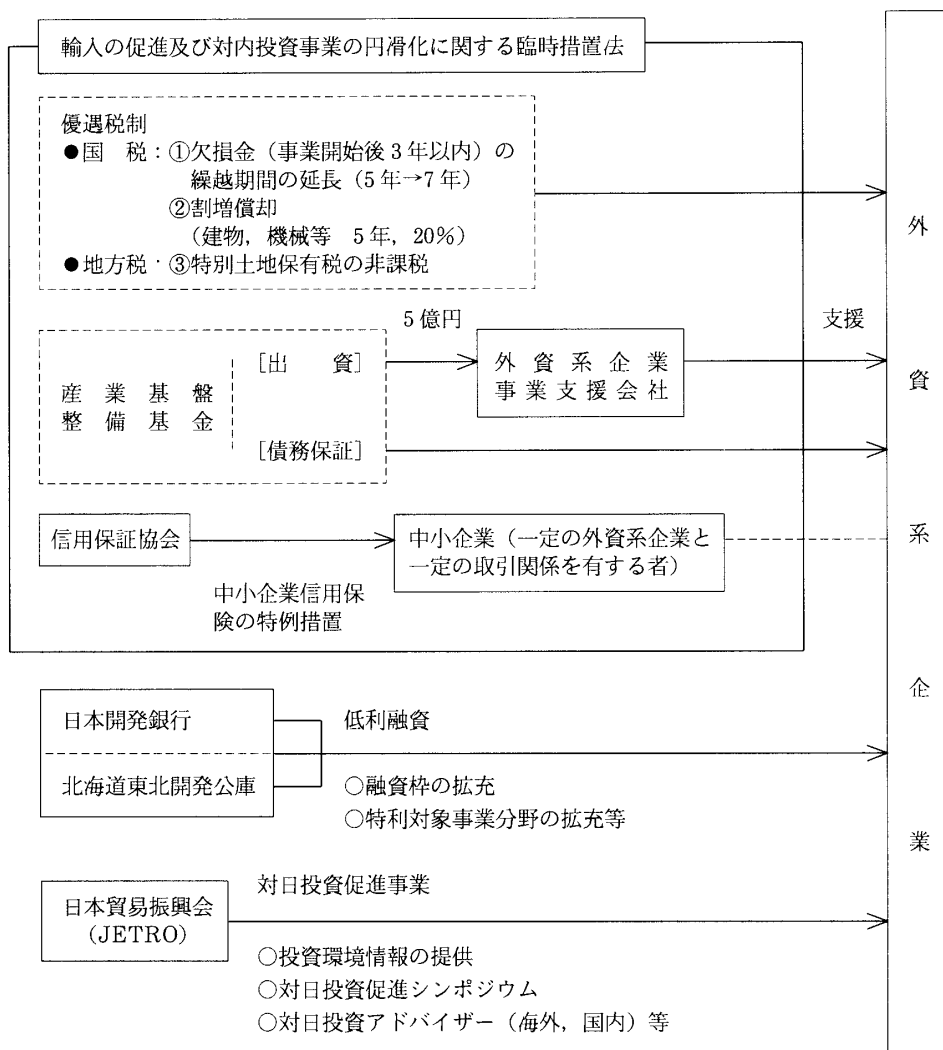 輸入の促進及び対内投資事業の円滑化に関する臨時措置法
優遇税制
●国 税:①欠損金(事業開始後3年以内)の
繰越期間の延長(5年→7年)
②割増償却
(建物,機械等 5年,20%)
●地方税:③特別土地保有税の非課税
5億円
支援
産業基盤
整備基金
[出 資]
外資系企業
事業支援会社
[債務保証]
信用保証協会
中小企業(一定の外資系企業と
一定の取引関係を有する者)
中小企業信用保
険の特例措置
日本開発銀行
北海道東北開発公庫
低利融資
○融資枠の拡充
○特利対象事業分野の拡充等
日本貿易振興会
(JETRO)
対日投資促進事業
○投資環境情報の提供
○対日投資促進シンポジウム
○対日投資アドバイザー(海外,国内)等
外資系企業